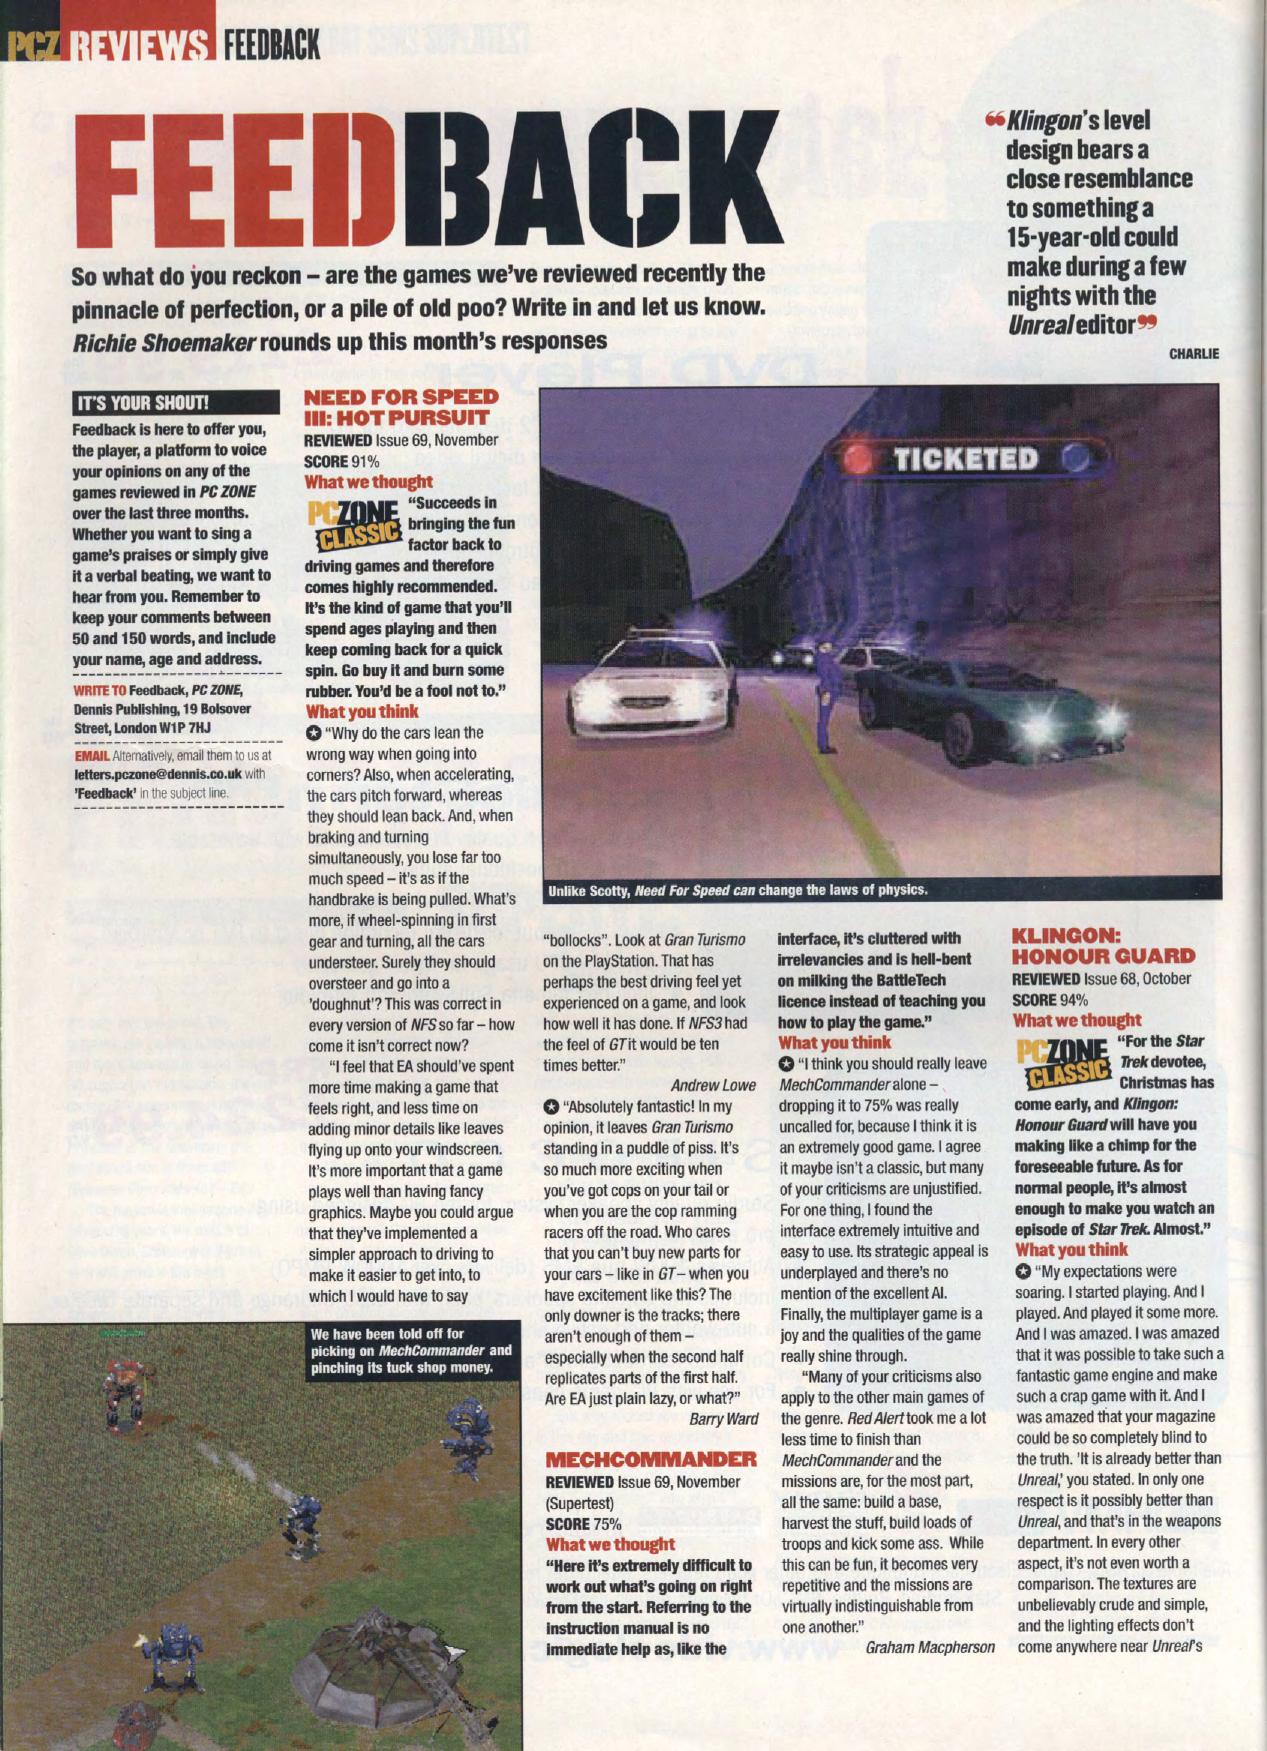 PCZ REVIEWS FEEDBACK
FEEDBACK
So what do you reckon – are the games we've reviewed recently the
pinnacle of perfection, or a pile of old poo? Write in and let us know.
Richie Shoemaker rounds up this month's responses
“Klingon's level
design bears a
close resemblance
to something a
15-year-old could
make during a few
nights with the
Unreal editor”
CHARLIE
IT'S YOUR SHOUT!
Feedback is here to offer you,
the player, a platform to voice
your opinions on any of the
games reviewed in PC ZONE
over the last three months.
Whether you want to sing a
game's praises or simply give
it a verbal beating, we want to
hear from you. Remember to
keep your comments between
50 and 150 words, and include
your name, age and address.
WRITE TO Feedback, PC ZONE,
Dennis Publishing, 19 Bolsover
Street, London W1P 7HJ
EMAIL Alternatively, email them to us at
letters.pczone@dennis.co.uk with
'Feedback' in the subject line.
NEED FOR SPEED
III: HOT PURSUIT
REVIEWED Issue 69, November
SCORE 91%
What we thought
PCZONE
CLASSIC
“Succeeds in
bringing the fun
factor back to
driving games and therefore
comes highly recommended.
It's the kind of game that you'll
spend ages playing and then
keep coming back for a quick
spin. Go buy it and burn some
rubber. You'd be a fool not to.”
What you think
“Why do the cars lean the
wrong way when going into
corners? Also, when accelerating,
the cars pitch forward, whereas
they should lean back. And, when
braking and turning
simultaneously, you lose far too
much speed – it's as if the
handbrake is being pulled. What's
more, if wheel-spinning in first
gear and turning, all the cars
understeer. Surely they should
oversteer and go into a
'doughnut'? This was correct in
every version of NFS so far – how
come it isn't correct now?
“I feel that EA should've spent
more time making a game that
feels right, and less time on
adding minor details like leaves
flying up onto your windscreen.
It's more important that a game
plays well than having fancy
graphics. Maybe you could argue
that they've implemented a
simpler approach to driving to
make it easier to get into, to
which I would have to say
TICKETED
Unlike Scotty, Need For Speed can change the laws of physics.
We have been told off for
picking on MechCommander and
pinching its tuck shop money.
“bollocks”. Look at Gran Turismo
on the PlayStation. That has
perhaps the best driving feel yet
experienced on a game, and look
how well it has done. If NFS3 had
the feel of GT it would be ten
times better.”
Andrew Lowe
“Absolutely fantastic! In my
opinion, it leaves Gran Turismo
standing in a puddle of piss. It's
so much more exciting when
you've got cops on your tail or
when you are the cop ramming
racers off the road. Who cares
that you can't buy new parts for
your cars – like in GT – when you
have excitement like this? The
only downer is the tracks; there
aren't enough of them –
especially when the second half
replicates parts of the first half.
Are EA just plain lazy, or what?”
Barry Ward
MECHCOMMANDER
REVIEWED Issue 69, November
(Supertest)
SCORE 75%
What we thought
“Here it's extremely difficult to
work out what's going on right
from the start. Referring to the
instruction manual is no
immediate help as, like the
interface, it's cluttered with
irrelevancies and is hell-bent
on milking the BattleTech
licence instead of teaching you
how to play the game.”
What you think
“I think you should really leave
MechCommander alone –
dropping it to 75% was really
uncalled for, because I think it is
an extremely good game. I agree
it maybe isn't a classic, but many
of your criticisms are unjustified.
For one thing, I found the
interface extremely intuitive and
easy to use. Its strategic appeal is
underplayed and there's no
mention of the excellent AI.
Finally, the multiplayer game is a
joy and the qualities of the game
really shine through.
“Many of your criticisms also
apply to the other main games of
the genre. Red Alert took me a lot
less time to finish than
MechCommander and the
missions are, for the most part,
all the same: build a base,
harvest the stuff, build loads of
troops and kick some ass. While
this can be fun, it becomes very
repetitive and the missions are
virtually indistinguishable from
one another.”
Graham Macpherson
KLINGON:
HONOUR GUARD
REVIEWED Issue 68, October
SCORE 94%
What we thought
PCZONE
CLASSIC
“For the Star
Trek devotee,
Christmas has
come early, and Klingon:
Honour Guard will have you
making like a chimp for the
foreseeable future. As for
normal people, it's almost
enough to make you watch an
episode of Star Trek. Almost.”
What you think
“My expectations were
soaring. I started playing. And I
played. And played it some more.
And I was amazed. I was amazed
that it was possible to take such a
fantastic game engine and make
such a crap game with it. And I
was amazed that your magazine
could be so completely blind to
the truth. 'It is already better than
Unreal,' you stated. In only one
respect is it possibly better than
Unreal, and that's in the weapons
department. In every other
aspect, it's not even worth a
comparison. The textures are
unbelievably crude and simple,
and the lighting effects don't
come anywhere near Unreal's